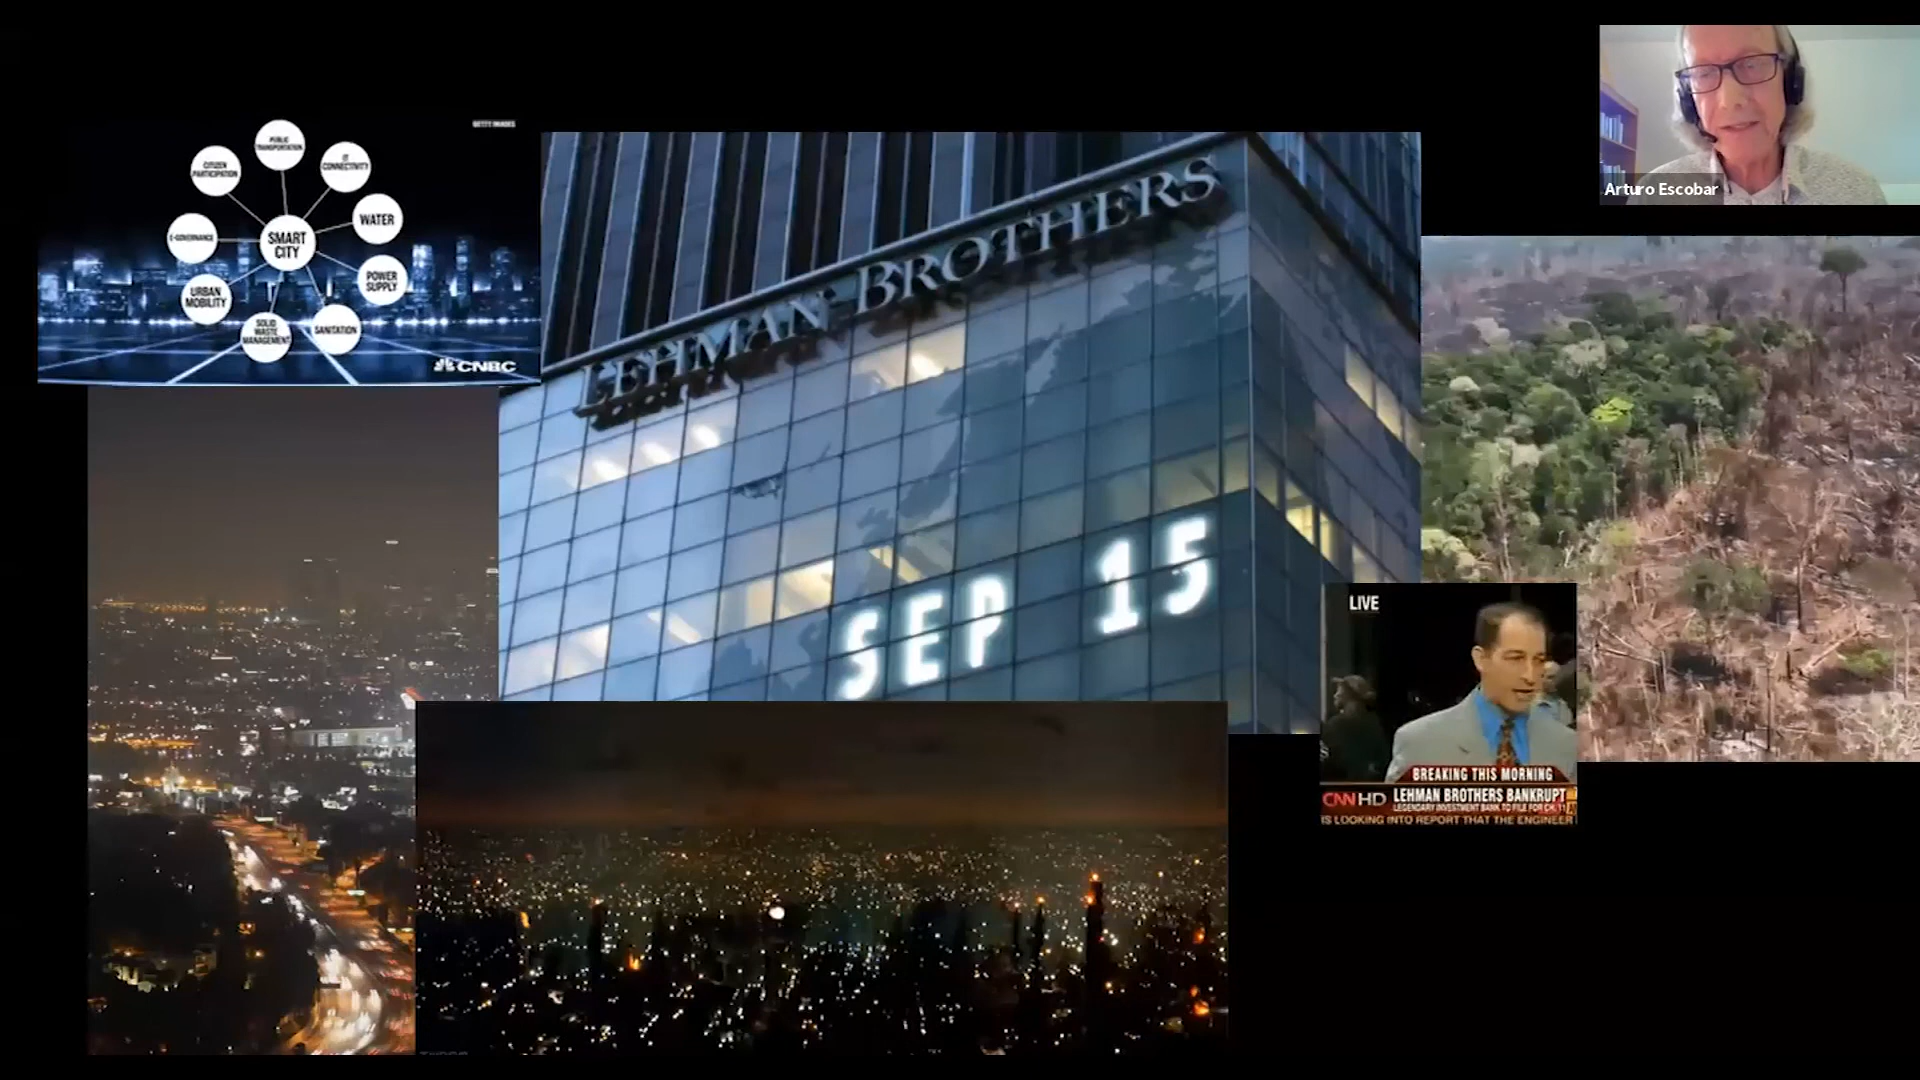 Arturo Escobar
GETTY IMAGES
PUBLIC
TRANSPORTATION
CITIZEN
PARTICIPATION
IT
CONNECTIVITY
WATER
E-GOVERNANCE
SMART
CITY
POWER
SUPPLY
URBAN
MOBILITY
SOLID
WASTE
MANAGEMENT
SANITATION
CNBC
LEHMAN BROTHERS
SEP 15
LIVE
BREAKING THIS MORNING
CNN HD
LEHMAN BROTHERS BANKRUPT
LEGENDARY INVESTMENT BANK TO FILE FOR CH. 11
IS LOOKING INTO REPORT THAT THE ENGINEER